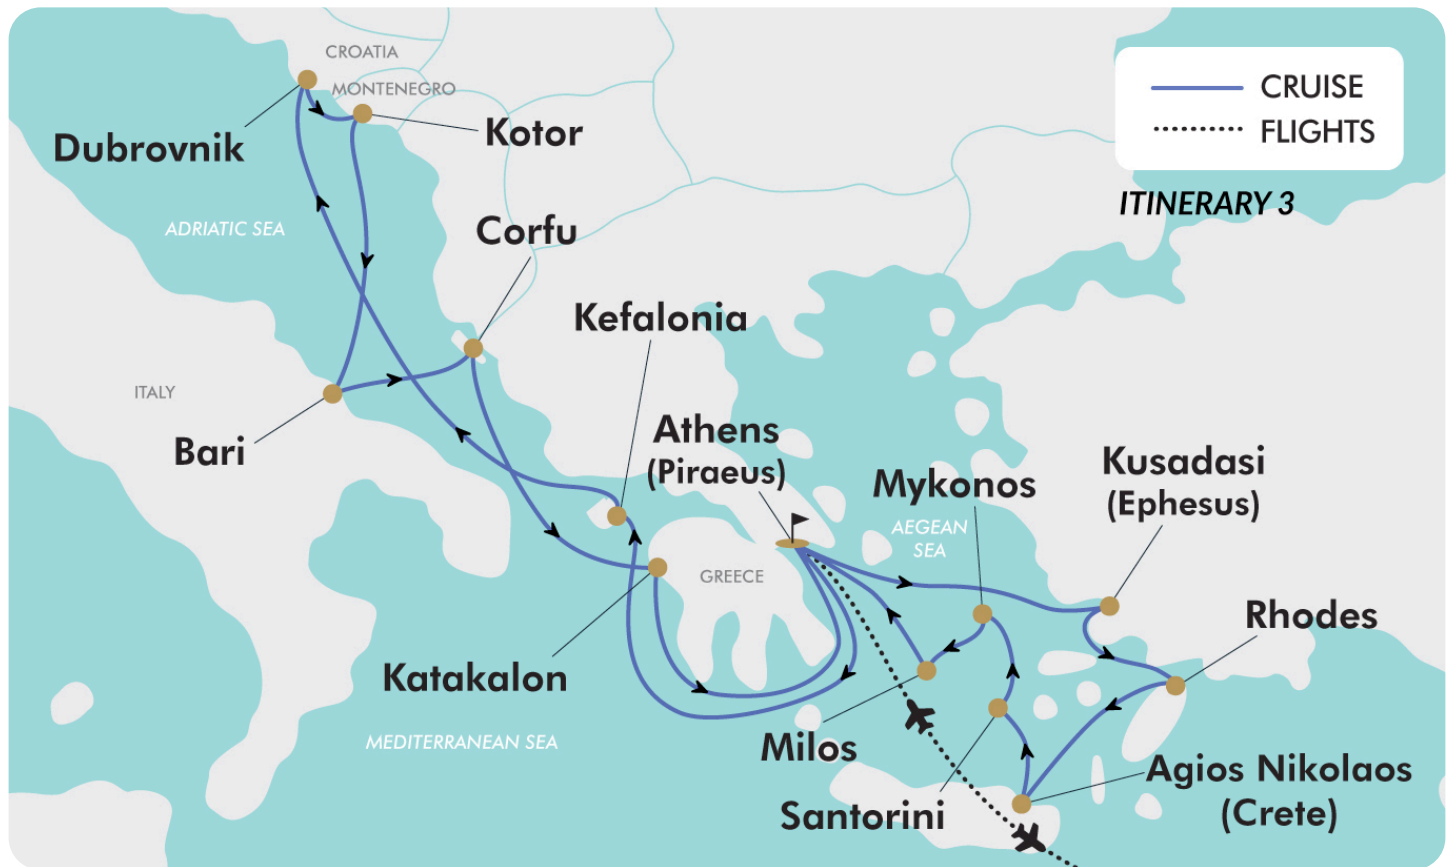 CROATIA
MONTENEGRO
Dubrovnik
Kotor
CRUISE
FLIGHTS
ITINERARY 3
ADRIATIC SEA
Corfu
Kefalonia
ITALY
Bari
Athens
(Piraeus)
Mykonos
Kusadasi
(Ephesus)
AEGEAN
SEA
GREECE
Rhodes
Katakalon
MEDITERRANEAN SEA
Milos
Santorini
Agios Nikolaos
(Crete)